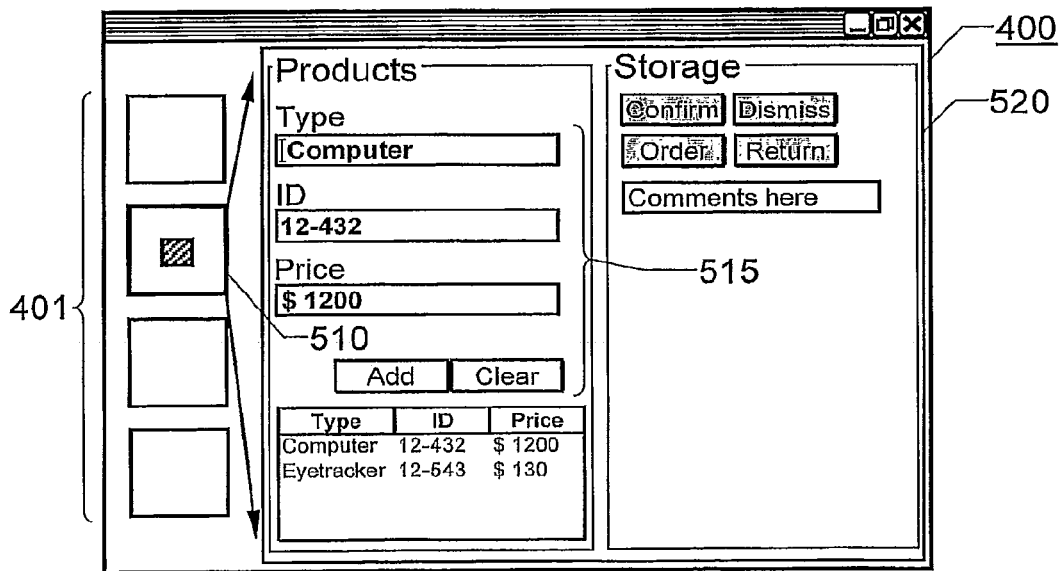 400
520
Products
Type
Computer
ID
12-432
Price
$ 1200
Add Clear
Type ID Price
Computer 12-432 $ 1200
Eyetracker 12-543 $ 130
Storage
Confirm Dismiss
Order Return
Comments here
401
510
515